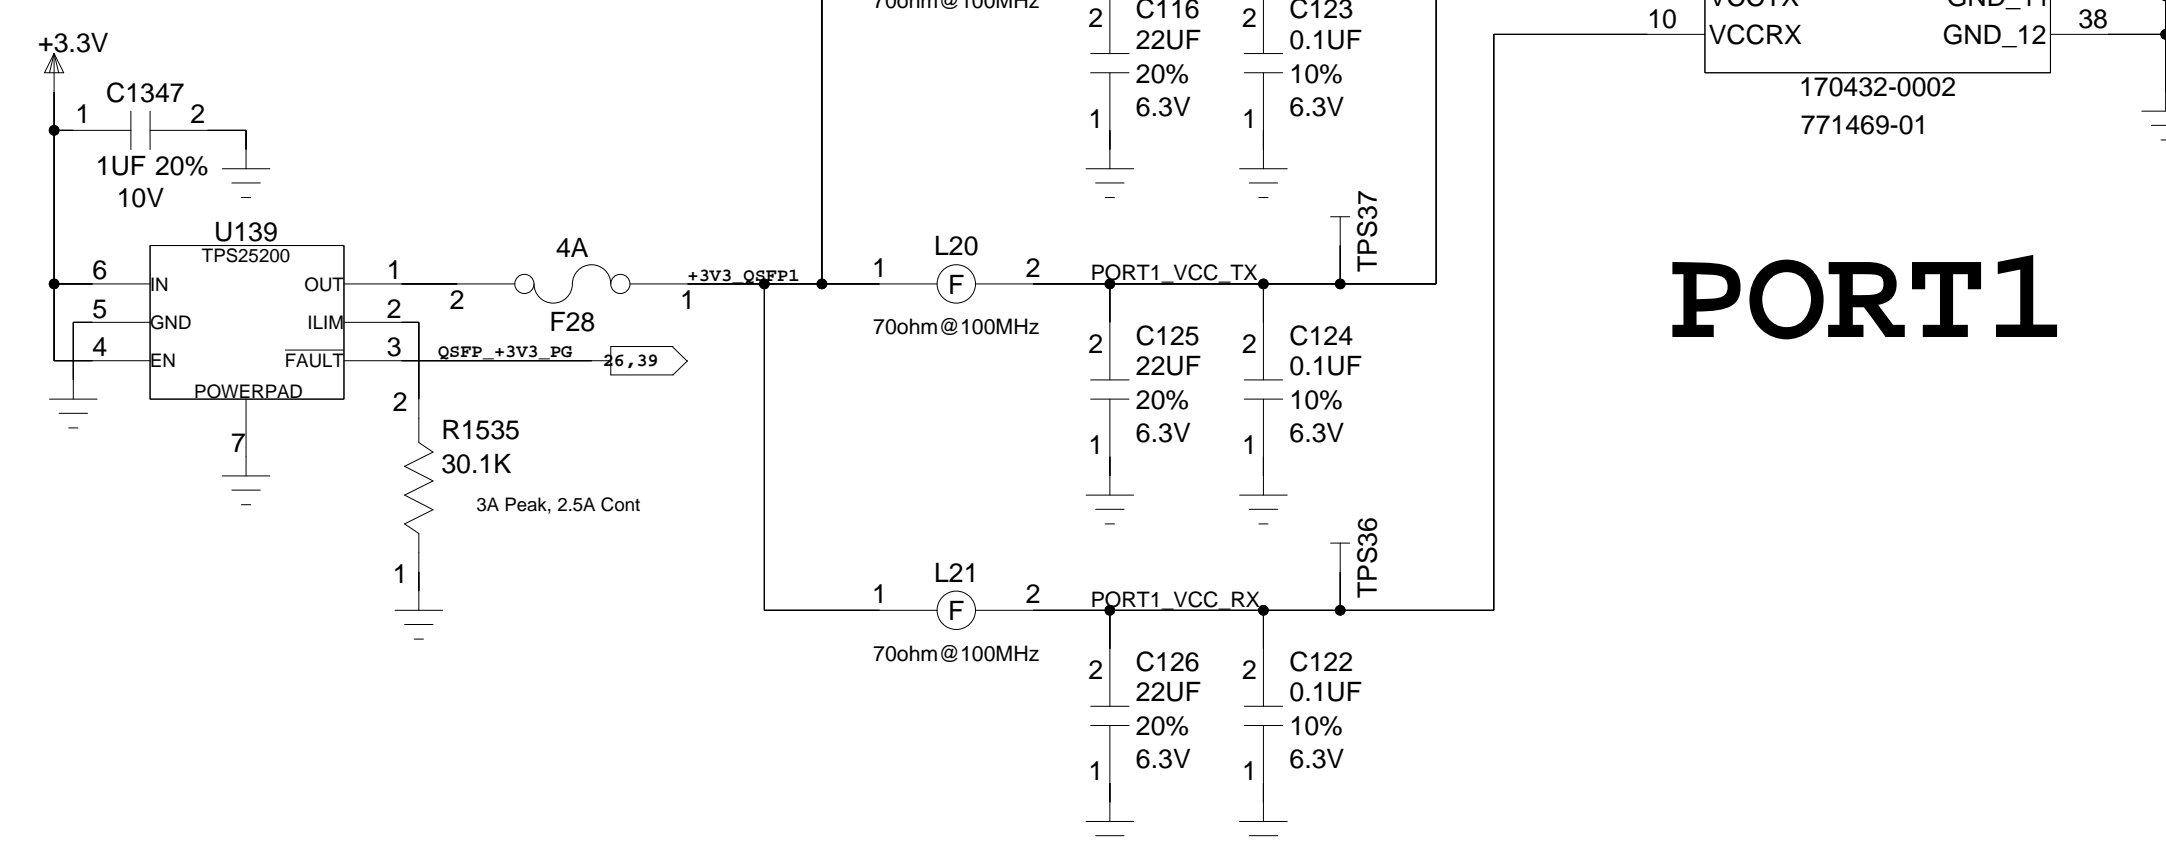 70ohm@100MHz
2 C116 2 C123
22UF 0.1UF
20% 10%
6.3V 6.3V
1 1
10 VCCRX GND_12 38
170432-0002
771469-01
+3.3V
C1347
1 2
1UF 20%
10V
U139
TPS25200
6 IN OUT 1
5 GND ILIM 2
4 EN FAULT 3
POWERPAD
7
2 4A 1
F28
+3V3_QSFP1
QSFP_+3V3_PG 26,39
2
R1535
30.1K
3A Peak, 2.5A Cont
1
L20
1 F 2
70ohm@100MHz
PORT1_VCC_TX
TPS37
2 C125 2 C124
22UF 0.1UF
20% 10%
6.3V 6.3V
1 1
PORT1
L21
1 F 2
70ohm@100MHz
PORT1_VCC_RX
TPS36
2 C126 2 C122
22UF 0.1UF
20% 10%
6.3V 6.3V
1 1